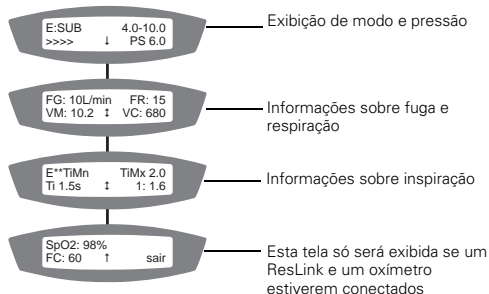 E:SUB 4.0-10.0
>>>> ↓ PS 6.0
Exibição de modo e pressão
FG: 10L/min FR: 15
VM: 10.2 ↕ VC: 680
Informações sobre fuga e
respiração
E**TiMn TiMx 2.0
Ti 1.5s ↕ 1: 1.6
Informações sobre inspiração
SpO2: 98%
FC: 60 ↑ sair
Esta tela só será exibida se um
ResLink e um oxímetro
estiverem conectados